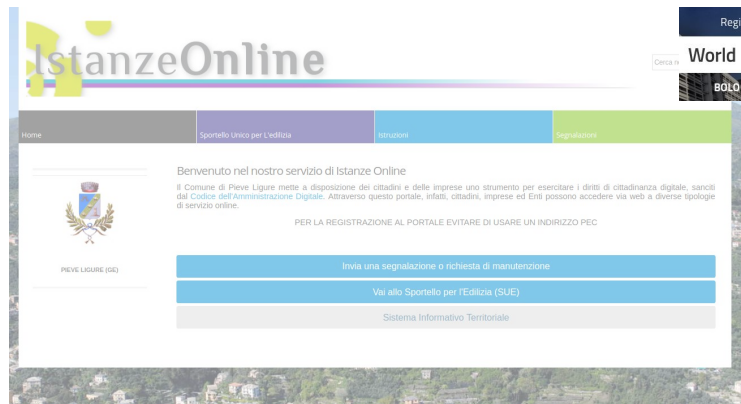 IstanzeOnline
Regi
Cerca n
World
BOLO
Home
Sportello Unico per L'edilizia
Istruzioni
Segnalazioni
Benvenuto nel nostro servizio di Istanze Online
Il Comune di Pieve Ligure mette a disposizione dei cittadini e delle imprese uno strumento per esercitare i diritti di cittadinanza digitale, sanciti
dal Codice dell'Amministrazione Digitale. Attraverso questo portale, infatti, cittadini, imprese ed Enti possono accedere via web a diverse tipologie
di servizio online.
PER LA REGISTRAZIONE AL PORTALE EVITARE DI USARE UN INDIRIZZO PEC
PIEVE LIGURE (GE)
Invia una segnalazione o richiesta di manutenzione
Vai allo Sportello per l'Edilizia (SUE)
Sistema Informativo Territoriale